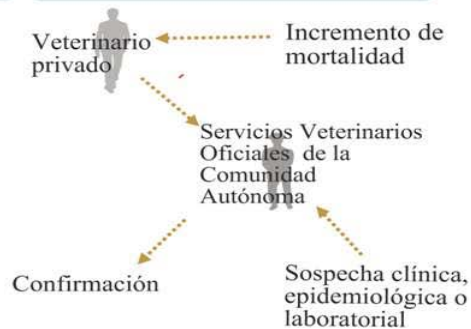 Veterinario
privado
Incremento de
mortalidad
Servicios Veterinarios
Oficiales de la
Comunidad
Autónoma
Confirmación
Sospecha clínica,
epidemiológica o
laboratorial